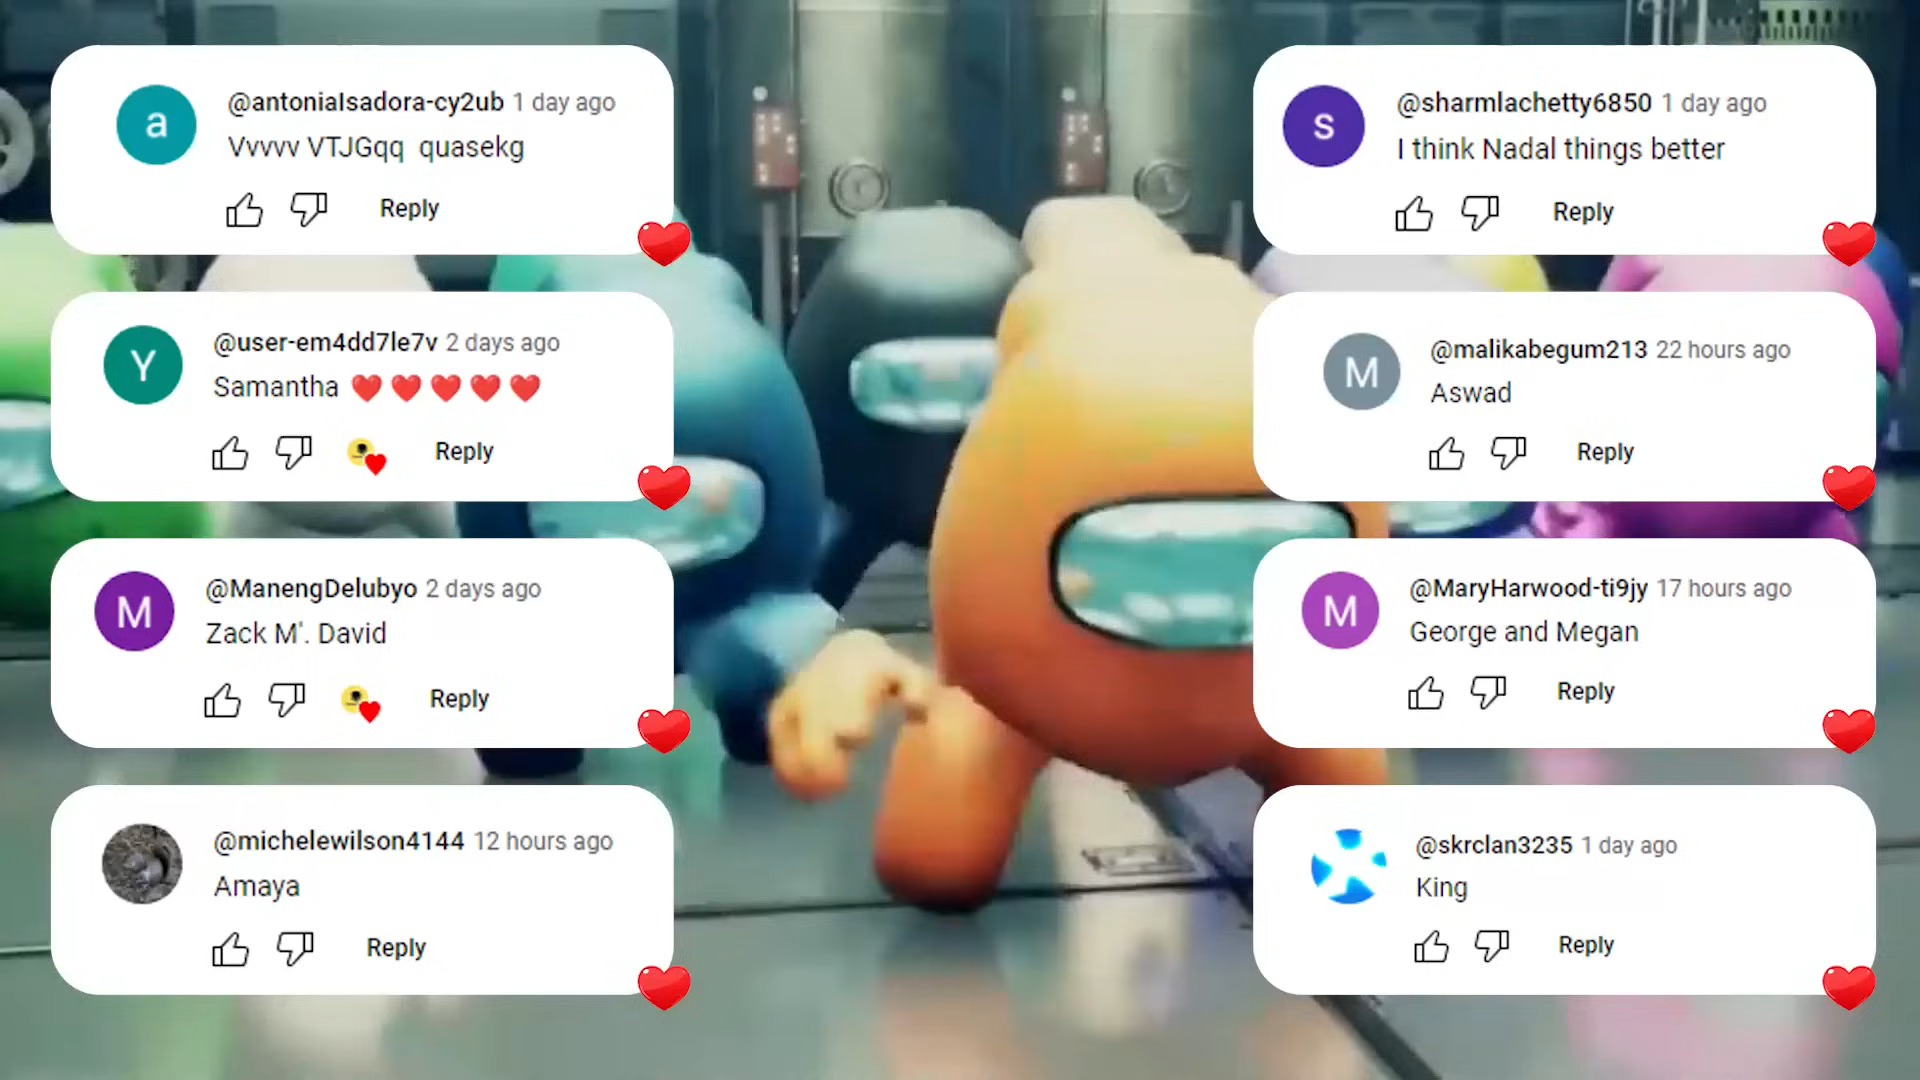 a
@antoniaIsadora-cy2ub 1 day ago
Vvvvv VTJGqq quasekg
Reply
Y
@user-em4dd7le7v 2 days ago
Samantha ❤️❤️❤️❤️❤️
Reply
M
@ManengDelubyo 2 days ago
Zack M'. David
Reply
@michelewilson4144 12 hours ago
Amaya
Reply
s
@sharmlachetty6850 1 day ago
I think Nadal things better
Reply
M
@malikabegum213 22 hours ago
Aswad
Reply
M
@MaryHarwood-ti9jy 17 hours ago
George and Megan
Reply
@skrclan3235 1 day ago
King
Reply